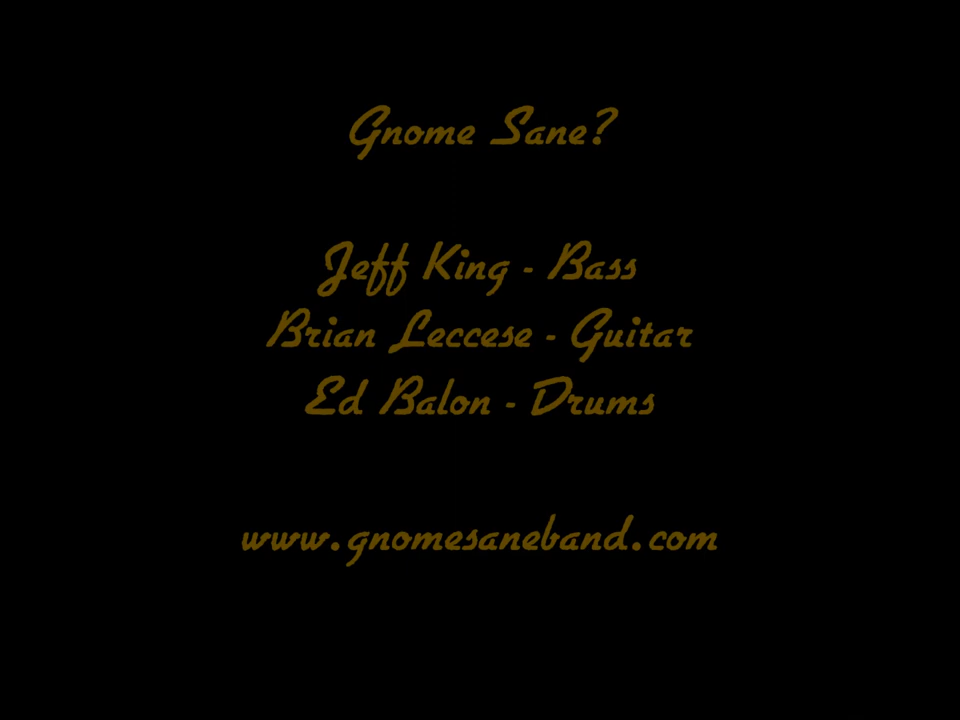 Gnome Sane?
Jeff King - Bass
Brian Leccese - Guitar
Ed Balon - Drums
www.gnomesaneband.com